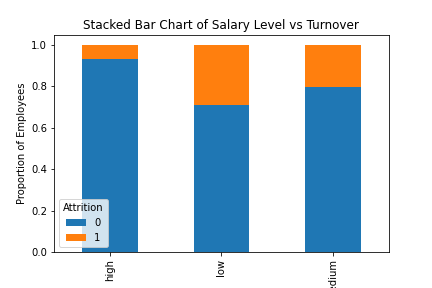 Stacked Bar Chart of Salary Level vs Turnover
Proportion of Employees
1.0
0.8
0.6
0.4
0.2
0.0
Attrition
0
1
high
low
edium